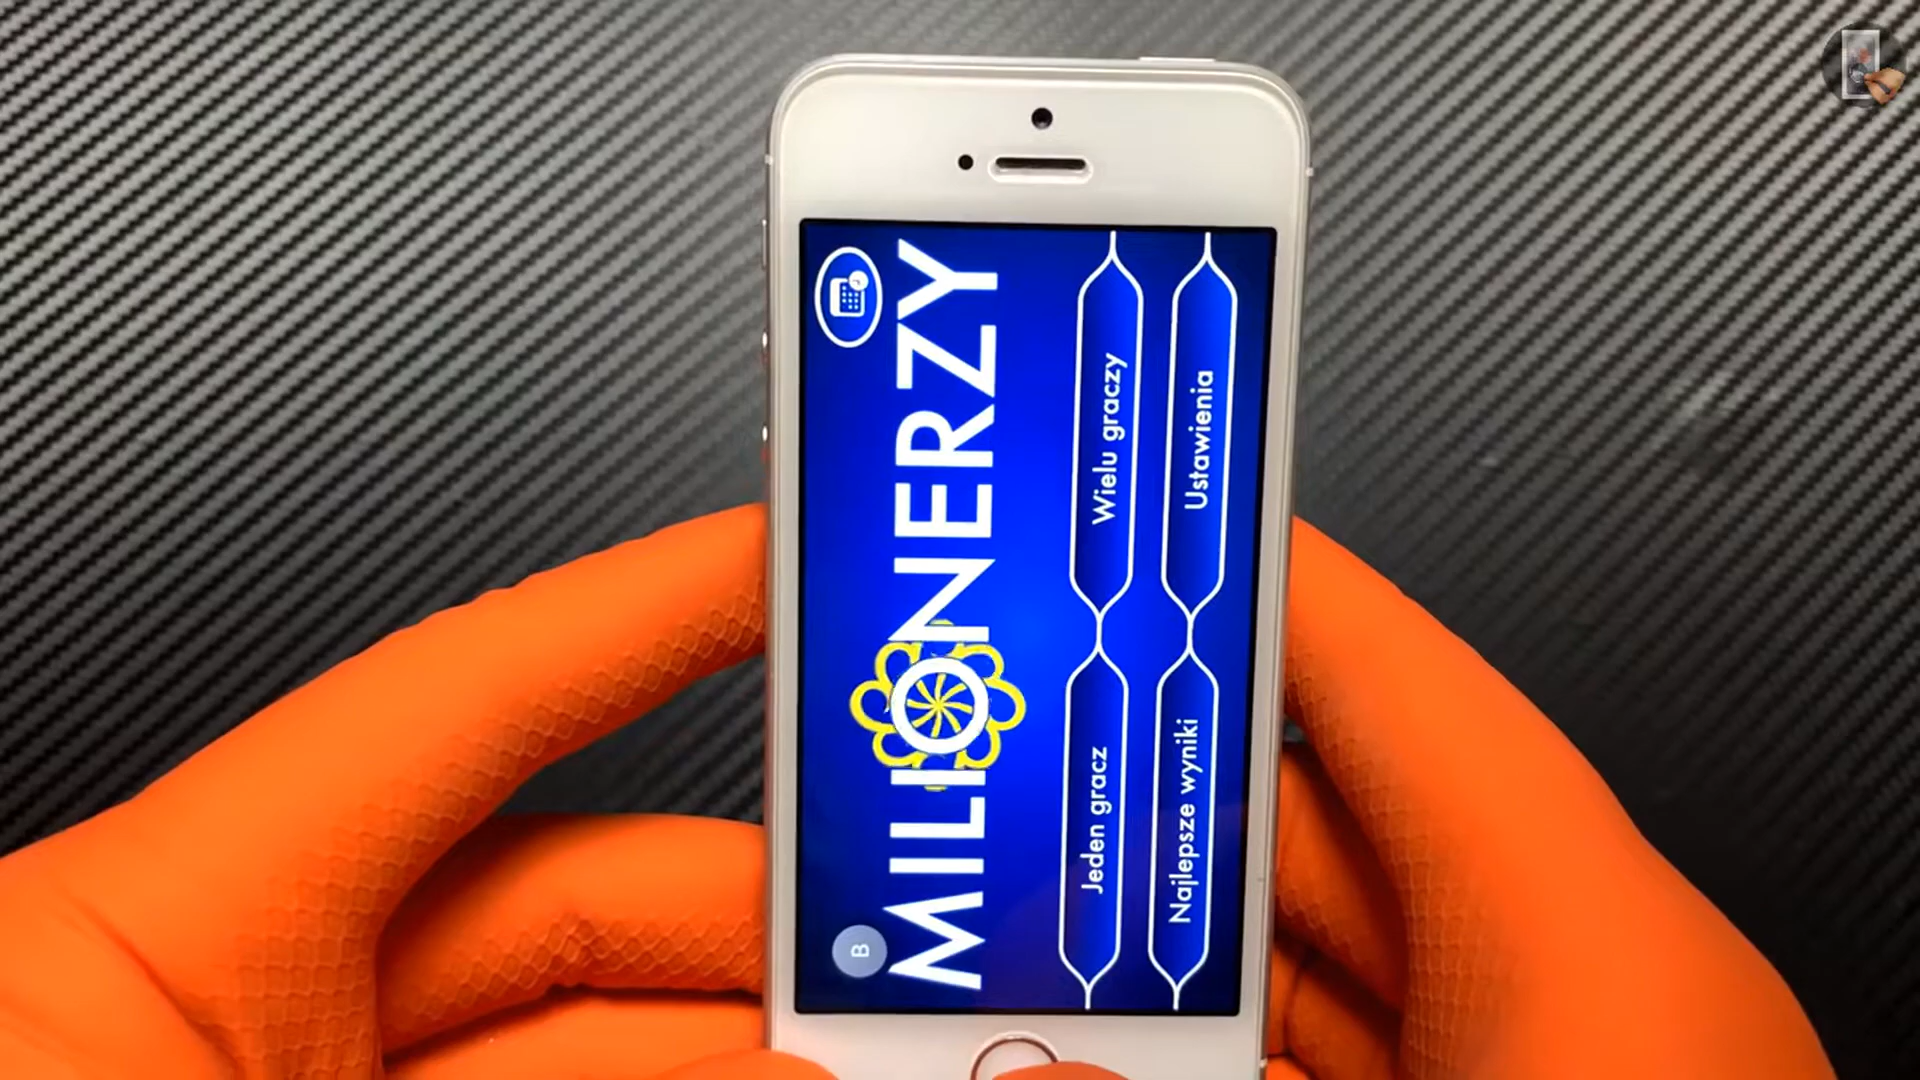 B
MILIONERZY
Jeden gracz
Wielu graczy
Najlepsze wyniki
Ustawienia